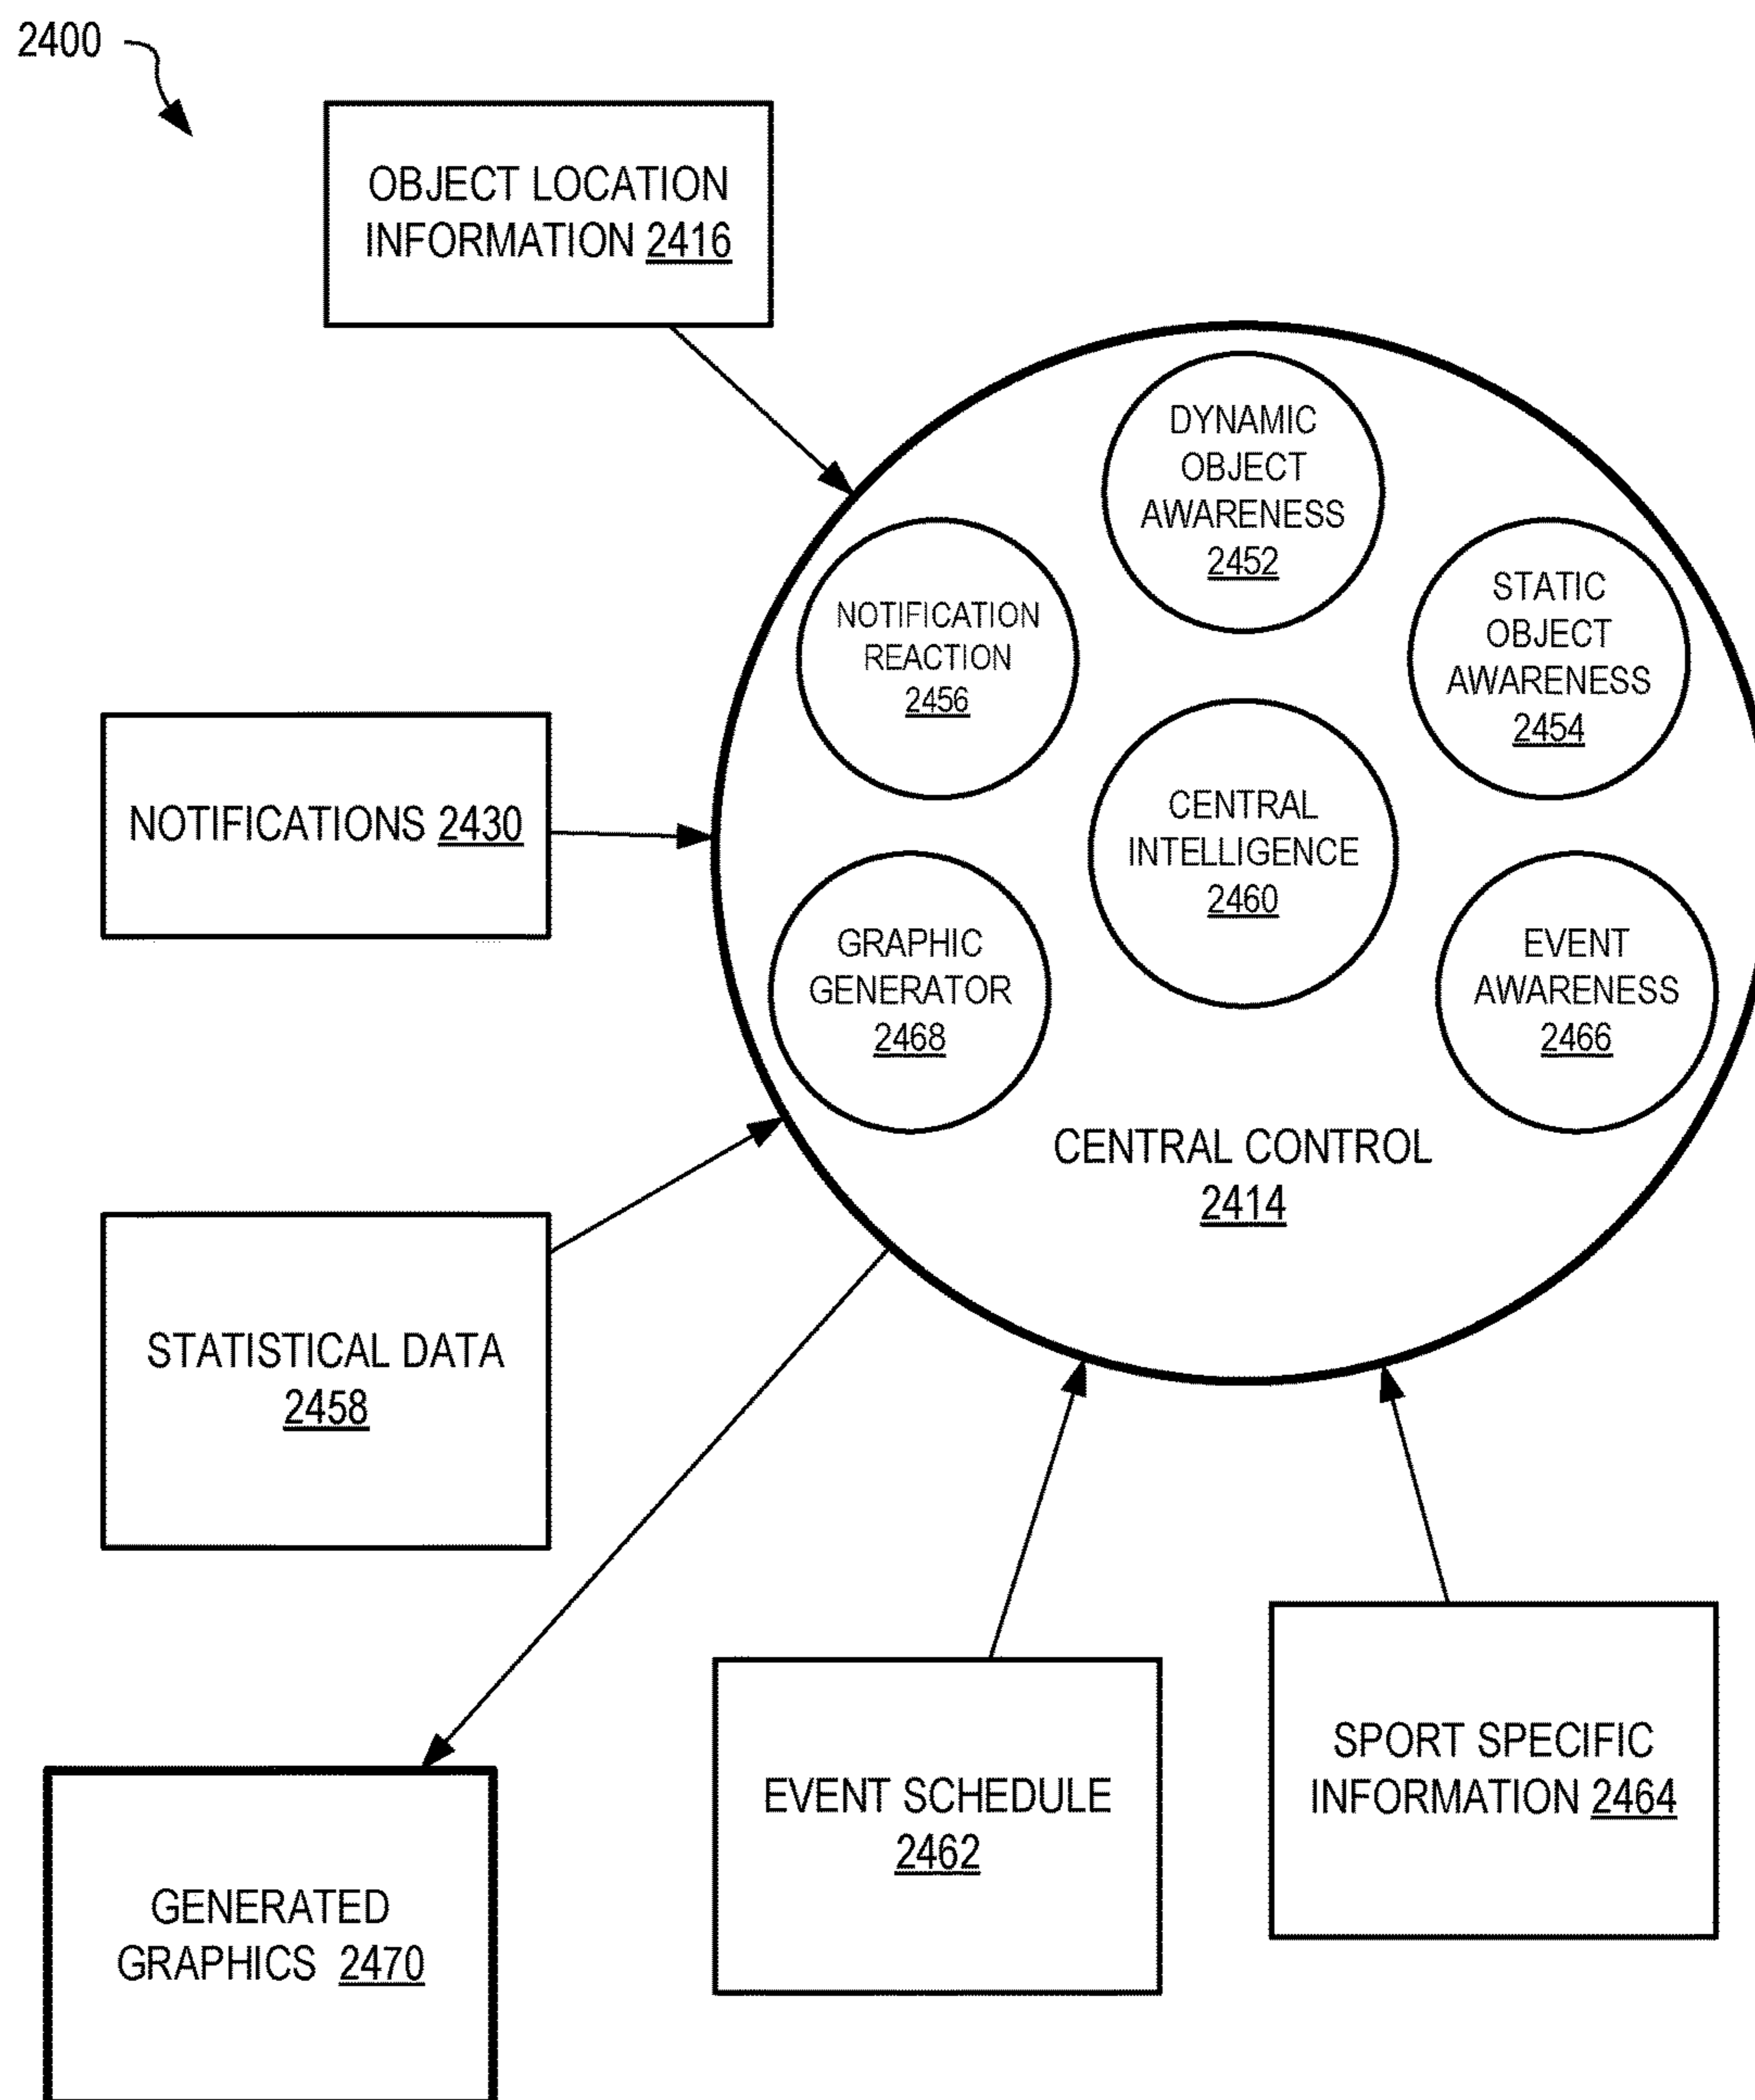 2400
OBJECT LOCATION
INFORMATION 2416
DYNAMIC
OBJECT
AWARENESS
2452
NOTIFICATION
REACTION
2456
STATIC
OBJECT
AWARENESS
2454
NOTIFICATIONS 2430
CENTRAL
INTELLIGENCE
2460
GRAPHIC
GENERATOR
2468
EVENT
AWARENESS
2466
CENTRAL CONTROL
2414
STATISTICAL DATA
2458
EVENT SCHEDULE
2462
SPORT SPECIFIC
INFORMATION 2464
GENERATED
GRAPHICS 2470